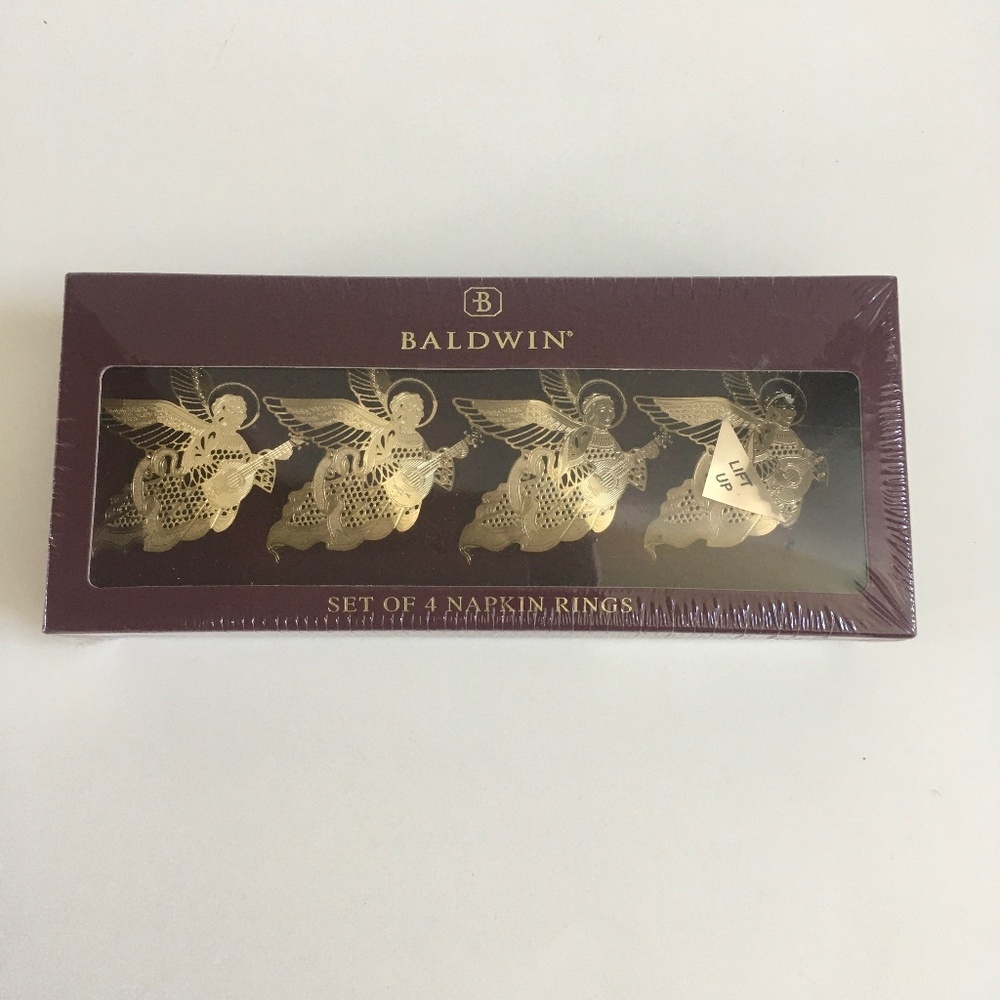 B
BALDWIN®
LIFT
UP
SET OF 4 NAPKIN RINGS